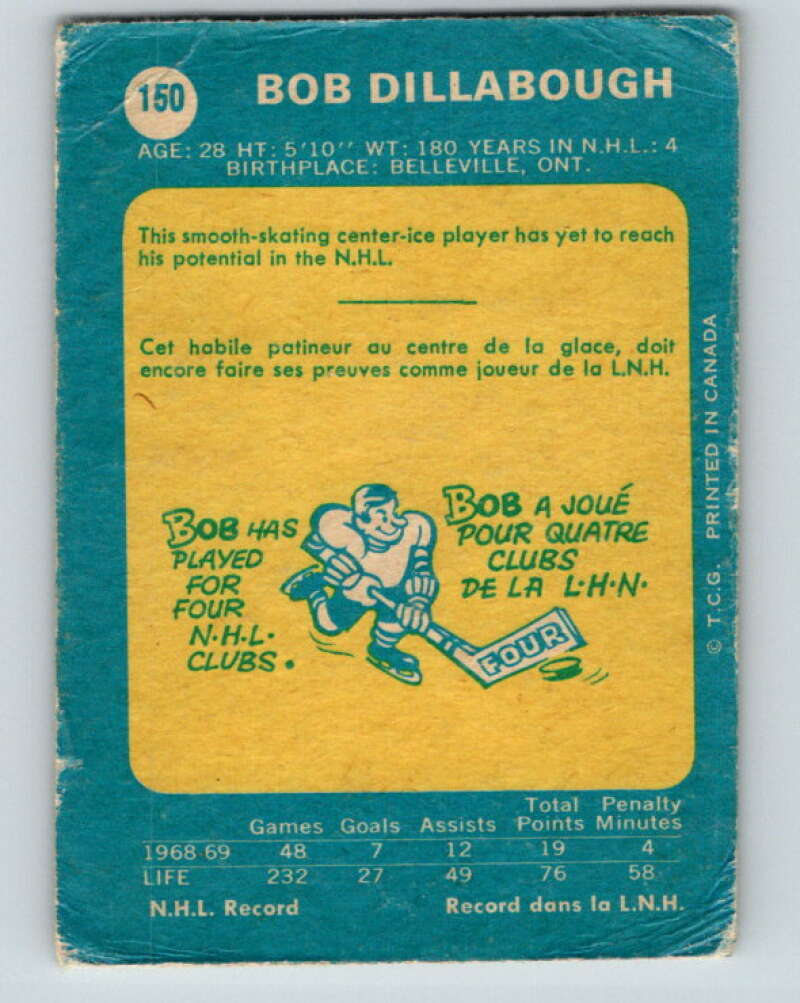 150
BOB DILLABOUGH
AGE: 28 HT: 5'10'' WT: 180 YEARS IN N.H.L.: 4
BIRTHPLACE: BELLEVILLE, ONT.
This smooth-skating center-ice player has yet to reach
his potential in the N.H.L.
Cet habile patineur au centre de la glace, doit
encore faire ses preuves comme joueur de la L.N.H.
BOB HAS
PLAYED
FOR
FOUR
N.H.L.
CLUBS.
BOB A JOUÉ
POUR QUATRE
CLUBS
DE LA L.H.N.
FOUR
© T.C.G. PRINTED IN CANADA
Total Penalty
Games Goals Assists Points Minutes
1968-69 48 7 12 19 4
LIFE 232 27 49 76 58
N.H.L. Record Record dans la L.N.H.